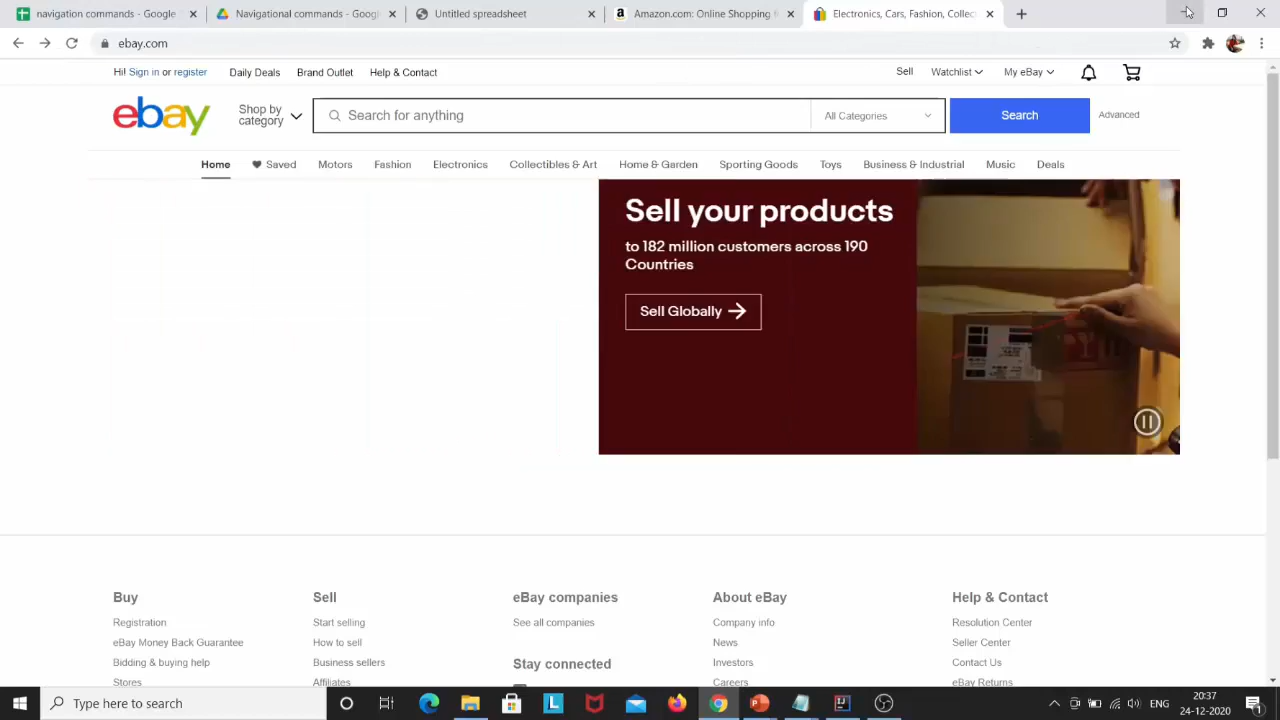 navigation commands - Google
Navigation commands - Googl
Untitled spreadsheet
Amazon.com: Online Shopping f
Electronics, Cars, Fashion, Collec
ebay.com
Hi! Sign in or register
Daily Deals
Brand Outlet
Help & Contact
Sell
Watchlist
My eBay
ebay
Shop by
category
Search for anything
All Categories
Search
Advanced
Home
Saved
Motors
Fashion
Electronics
Collectibles & Art
Home & Garden
Sporting Goods
Toys
Business & Industrial
Music
Deals
Sell your products
to 182 million customers across 190
Countries
Sell Globally
Buy
Registration
eBay Money Back Guarantee
Bidding & buying help
Stores
Sell
Start selling
How to sell
Business sellers
Affiliates
eBay companies
See all companies
Stay connected
About eBay
Company info
News
Investors
Careers
Help & Contact
Resolution Center
Seller Center
Contact Us
eBay Returns
Type here to search
ENG
20:37
24-12-2020